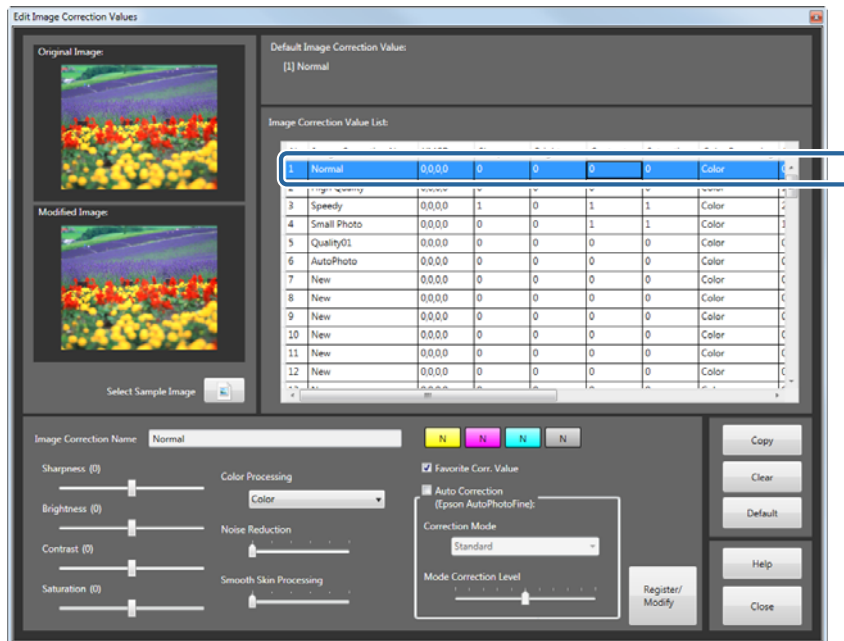 Edit Image Correction Values
Original Image:
Default Image Correction Value:
[1] Normal
Image Correction Value List:
1 Normal 0,0,0,0 0 0 0 0 Color
2 High Quality
3 Speedy 0,0,0,0 1 0 1 1 Color
4 Small Photo 0,0,0,0 0 0 1 1 Color
5 Quality01 0,0,0,0 0 0 0 0 Color
6 AutoPhoto 0,0,0,0 0 0 0 0 Color
7 New 0,0,0,0 0 0 0 0 Color
8 New 0,0,0,0 0 0 0 0 Color
9 New 0,0,0,0 0 0 0 0 Color
10 New 0,0,0,0 0 0 0 0 Color
11 New 0,0,0,0 0 0 0 0 Color
12 New 0,0,0,0 0 0 0 0 Color
Modified Image:
Select Sample Image
Image Correction Name Normal
N N N N
Sharpness (0)
Brightness (0)
Contrast (0)
Saturation (0)
Color Processing
Color
Noise Reduction
Smooth Skin Processing
Favorite Corr. Value
Auto Correction
(Epson AutoPhotoFine):
Correction Mode
Standard
Mode Correction Level
Register/
Modify
Copy
Clear
Default
Help
Close